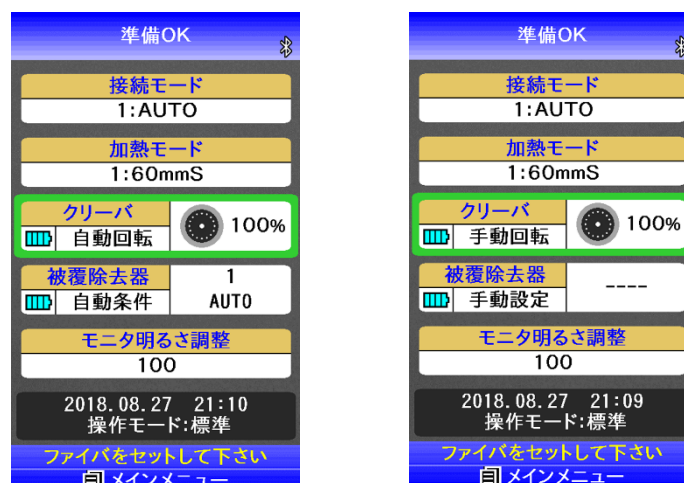 準備OK
接続モード
1:AUTO
加熱モード
1:60mmS
クリーバ
自動回転
100%
被覆除去器
自動条件
1
AUTO
モニタ明るさ調整
100
2018.08.27 21:10
操作モード:標準
ファイバをセットして下さい
メインメニュー
準備OK
接続モード
1:AUTO
加熱モード
1:60mmS
クリーバ
手動回転
100%
被覆除去器
手動設定
----
モニタ明るさ調整
100
2018.08.27 21:09
操作モード:標準
ファイバをセットして下さい
メインメニュー